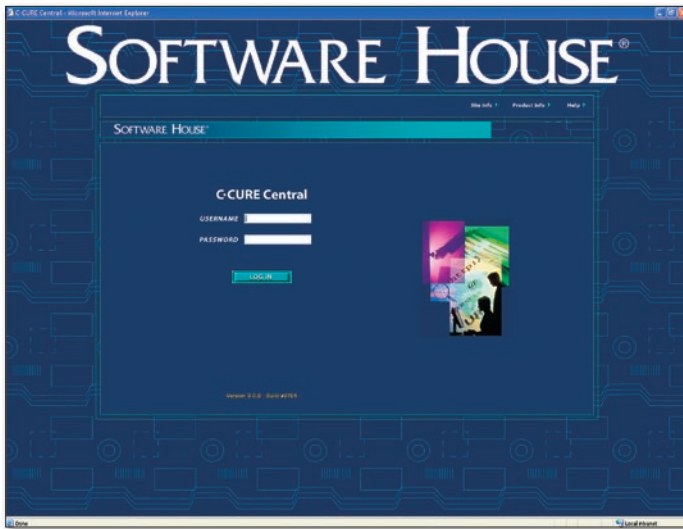 C-CURE Central - Microsoft Internet Explorer
SOFTWARE HOUSE®
Site Info Product Info Help
SOFTWARE HOUSE
C•CURE Central
USERNAME
PASSWORD
LOG IN
Done Local intranet